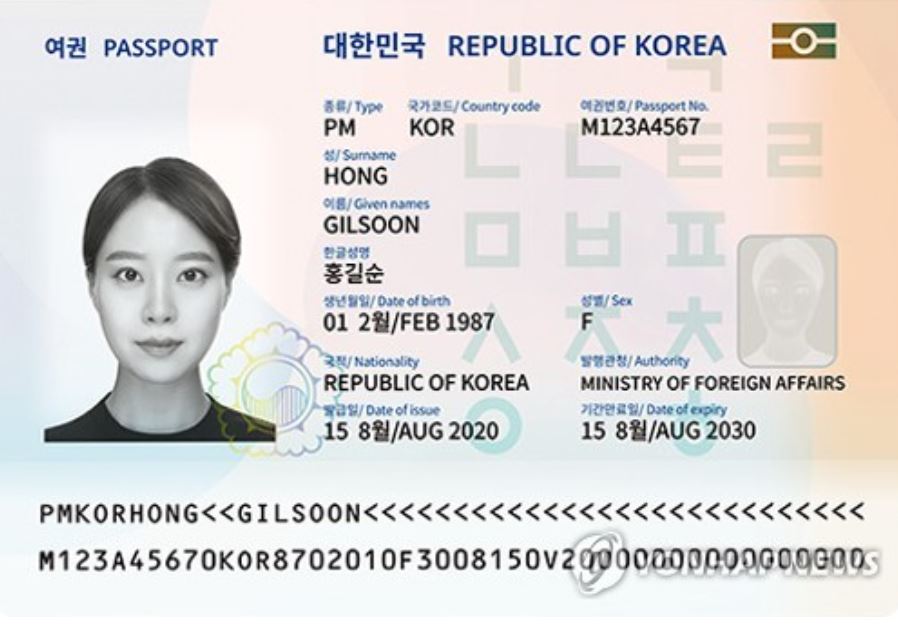 여권 PASSPORT 대한민국 REPUBLIC OF KOREA
종류/ Type 국가코드/ Country code 여권번호/ Passport No.
PM KOR M123A4567
성/ Surname
HONG
이름/ Given names
GILSOON
한글성명
홍길순
생년월일/ Date of birth 성별/ Sex
01 2월/FEB 1987 F
국적/ Nationality 발행관청/ Authority
REPUBLIC OF KOREA MINISTRY OF FOREIGN AFFAIRS
발급일/ Date of issue 기간만료일/ Date of expiry
15 8월/AUG 2020 15 8월/AUG 2030
PMKORHONG<<GILSOON<<<<<<<<<<<<<<<<<<<<<<<<<<<<
M123A45670KOR8702010F3008150V20000000000000000
YONHAPNEWS